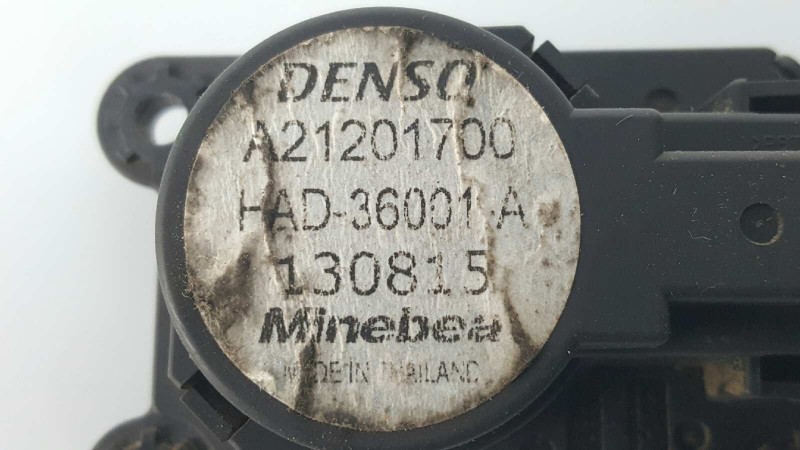 DENSO
A21201700
HAD-36001-A
130815
Minebea
MADE IN THAILAND